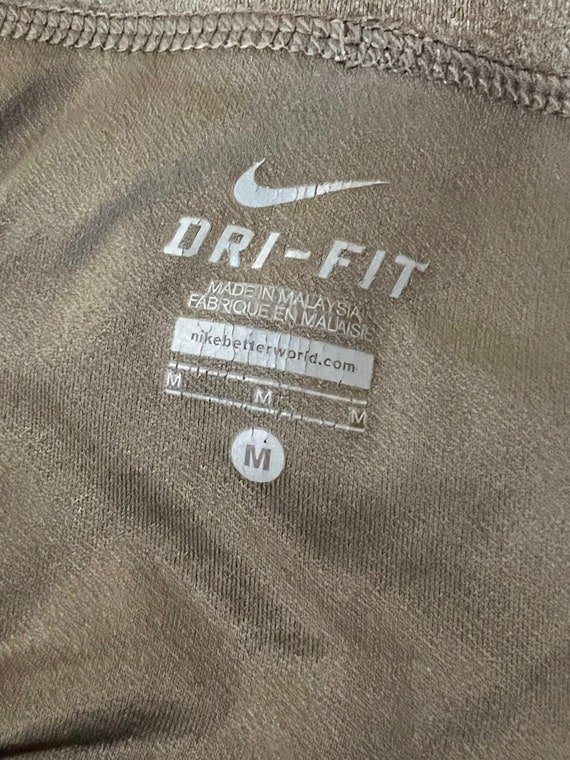 DRI-FIT
MADE IN MALAYSIA
FABRIQUE EN MALAISIE
nikebetterworld.com
M M M
M